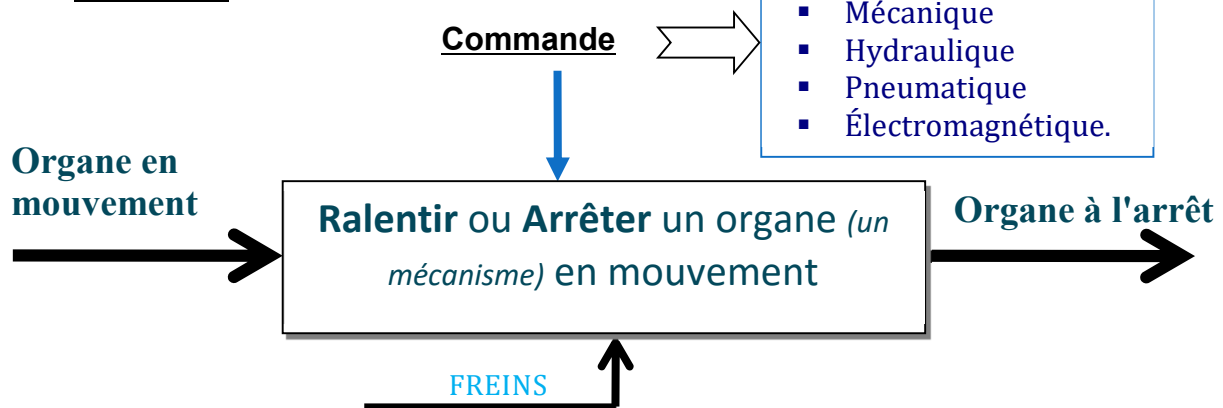 Commande
Mécanique
Hydraulique
Pneumatique
Électromagnétique.
Organe en
mouvement
Ralentir ou Arrêter un organe (un
mécanisme) en mouvement
Organe à l'arrêt
FREINS